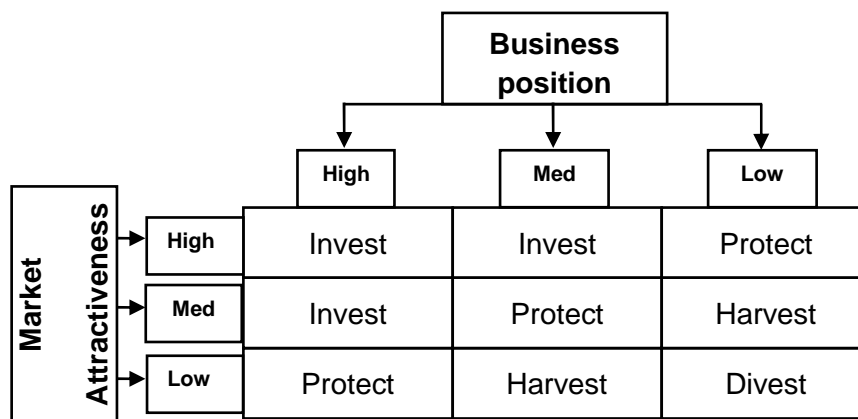 Business
position
High
Med
Low
Market
Attractiveness
High
Invest
Invest
Protect
Med
Invest
Protect
Harvest
Low
Protect
Harvest
Divest